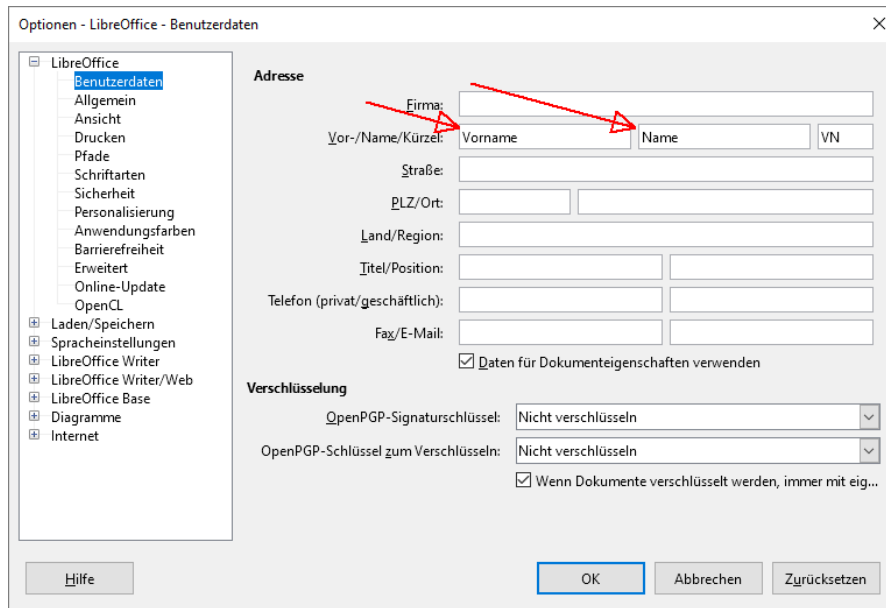 Optionen - LibreOffice - Benutzerdaten
LibreOffice
Benutzerdaten
Allgemein
Ansicht
Drucken
Pfade
Schriftarten
Sicherheit
Personalisierung
Anwendungsfarben
Barrierefreiheit
Erweitert
Online-Update
OpenCL
Laden/Speichern
Spracheinstellungen
LibreOffice Writer
LibreOffice Writer/Web
LibreOffice Base
Diagramme
Internet
Adresse
Firma:
Vor-/Name/Kürzel: Vorname Name VN
Straße:
PLZ/Ort:
Land/Region:
Titel/Position:
Telefon (privat/geschäftlich):
Fax/E-Mail:
Daten für Dokumenteigenschaften verwenden
Verschlüsselung
OpenPGP-Signaturschlüssel: Nicht verschlüsseln
OpenPGP-Schlüssel zum Verschlüsseln: Nicht verschlüsseln
Wenn Dokumente verschlüsselt werden, immer mit eig...
Hilfe OK Abbrechen Zurücksetzen